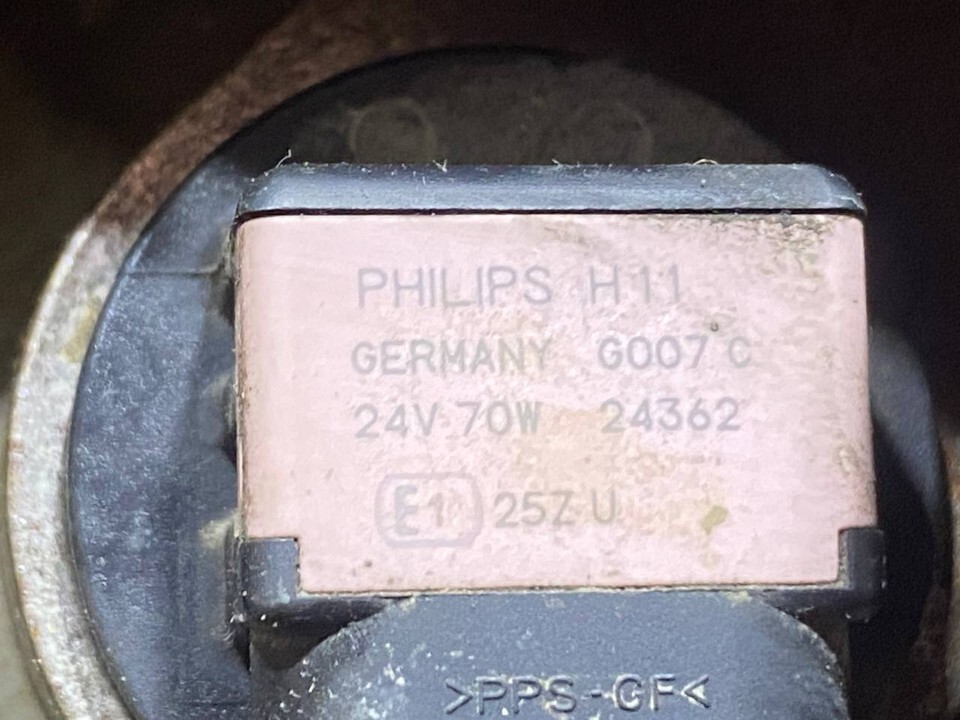 PHILIPS H11
GERMANY G007 C
24V 70W 24362
E1 25Z U
>PPS-GF<